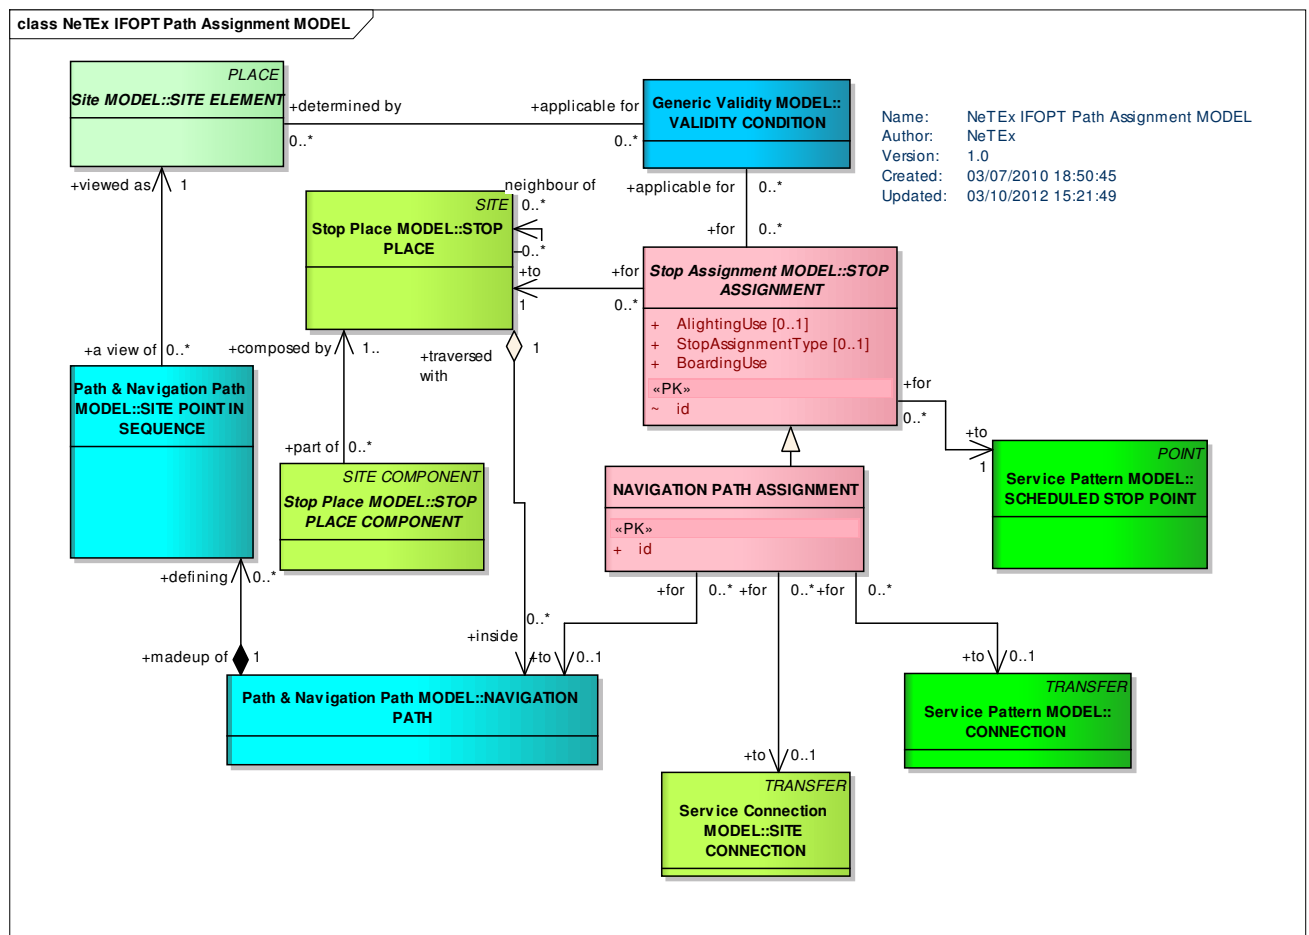 class NeTEx IFOPT Path Assignment MODEL
PLACE
Site MODEL::SITE ELEMENT
+determined by
0..*
+applicable for
0..*
Generic Validity MODEL::
VALIDITY CONDITION
Name: NeTEx IFOPT Path Assignment MODEL
Author: NeTEx
Version: 1.0
Created: 03/07/2010 18:50:45
Updated: 03/10/2012 15:21:49
+viewed as
1
+applicable for
0..*
+for
0..*
neighbour of
0..*
0..*
SITE
Stop Place MODEL::STOP
PLACE
+to
1
+for
0..*
Stop Assignment MODEL::STOP
ASSIGNMENT
+ AlightingUse [0..1]
+ StopAssignmentType [0..1]
+ BoardingUse
«PK»
~ id
+a view of
0..*
+composed by
1..
+traversed
with
1
+for
0..*
+to
1
Path & Navigation Path
MODEL::SITE POINT IN
SEQUENCE
+part of
0..*
SITE COMPONENT
Stop Place MODEL::STOP
PLACE COMPONENT
NAVIGATION PATH ASSIGNMENT
«PK»
+ id
POINT
Service Pattern MODEL::
SCHEDULED STOP POINT
+defining
0..*
+for
0..*
+for
0..*
+for
0..*
+inside
0..*
+to
0..1
+to
0..1
+madeup of
1
Path & Navigation Path MODEL::NAVIGATION
PATH
TRANSFER
Service Pattern MODEL::
CONNECTION
+to
0..1
TRANSFER
Service Connection
MODEL::SITE
CONNECTION